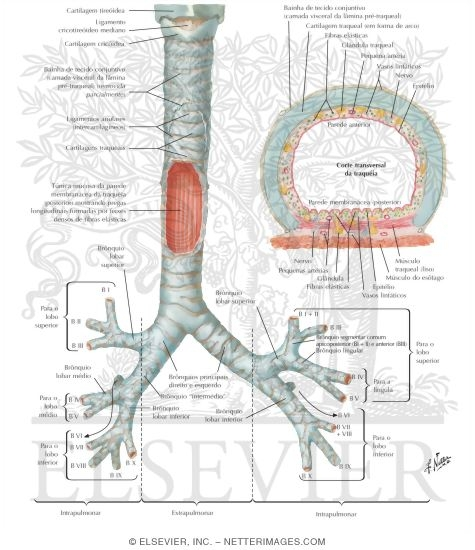 Cartilagem tireóidea
Ligamento
cricotireóideo mediano
Cartilagem cricóidea
Bainha de tecido conjuntivo
(camada visceral da lâmina
pré-traqueal) removida
parcialmente
Ligamentos anulares
(intercartilagíneos)
Cartilagens traqueais
Túnica mucosa da parede
membranácea da traqueia
(posterior) mostrando pregas
longitudinais formadas por feixes
densos de fibras elásticas
Bainha de tecido conjuntivo
(camada visceral da lâmina pré-traqueal)
Cartilagem traqueal (em forma de arco)
Fibras elásticas
Glândula traqueal
Pequena artéria
Vasos linfáticos
Nervo
Epitélio
Parede anterior
Corte transversal
da traquéia
Parede membranácea (posterior)
Nervo
Pequenas artérias
Glândula
Fibras elásticas
Músculo
traqueal (liso)
Músculo do esôfago
Epitélio
Vasos linfáticos
Brônquio
lobar
superior
Brônquio
lobar superior
Para o
lobo
superior
B I
B II
B III
Brônquio
lobar médio
Para o
lobo
médio
B IV
B V
Para o
lobo
inferior
B VI
B VII
B VIII
B IX
B X
Brônquios principais
direito e esquerdo
Brônquio "intermédio"
Brônquio
lobar inferior
Brônquio
lobar inferior
B I + II
B III
Brônquio segmentar comum
apicoposterior (BI + II) e anterior (BIII)
Brônquio lingular
Para o
lobo
superior
B IV
B V
Para a
língula
B VI
B VII
+ VIII
B IX
B X
Para o
lobo
inferior
ELSEVIER
F. Netter
Intrapulmonar
Extrapulmonar
Intrapulmonar
© ELSEVIER, INC. – NETTERIMAGES.COM